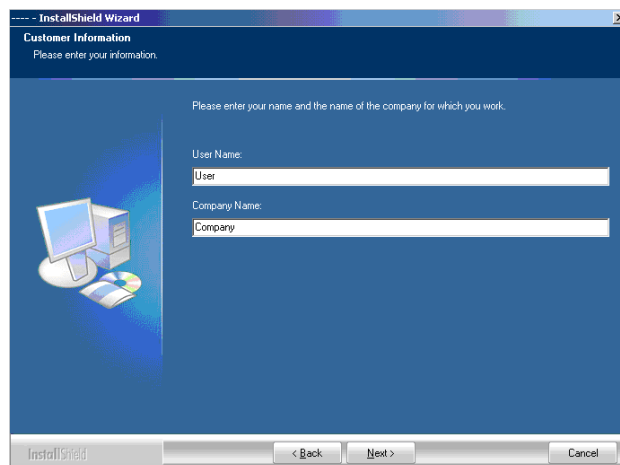 ---- - InstallShield Wizard
Customer Information
Please enter your information.
Please enter your name and the name of the company for which you work.
User Name:
User
Company Name:
Company
InstallShield
< Back
Next >
Cancel